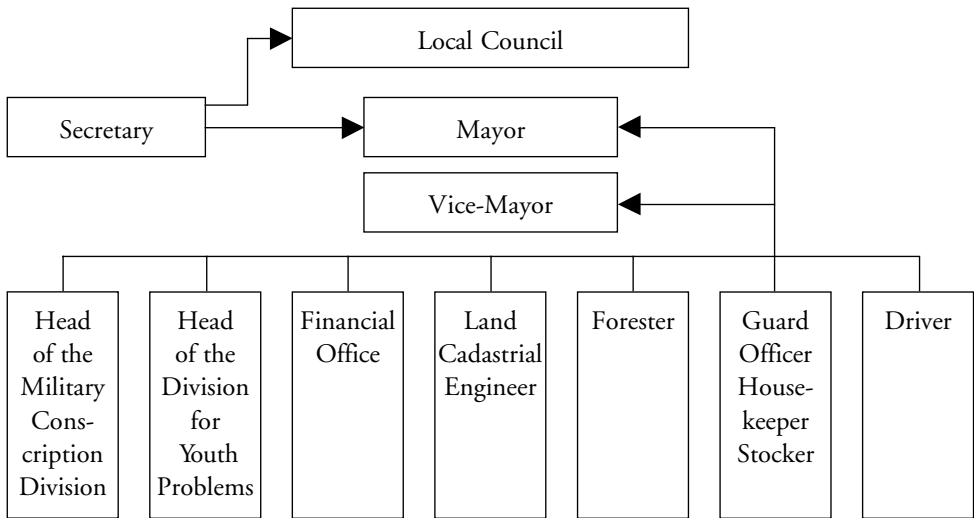 Local Council
Secretary
Mayor
Vice-Mayor
Head
of the
Military
Cons-
cription
Division
Head
of the
Division
for
Youth
Problems
Financial
Office
Land
Cadastrial
Engineer
Forester
Guard
Officer
House-
keeper
Stocker
Driver